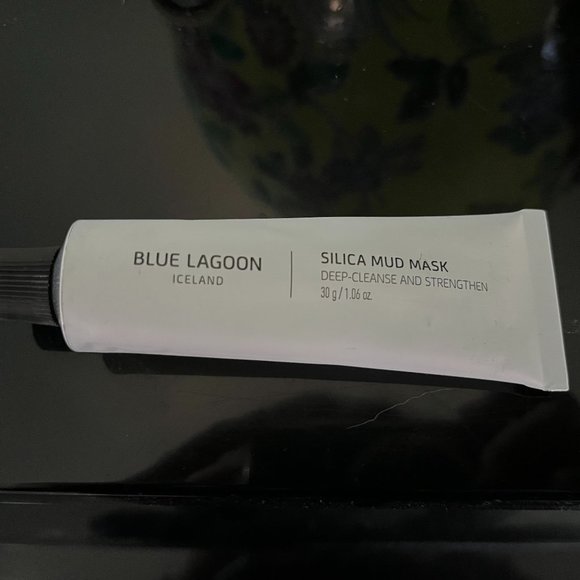 BLUE LAGOON
ICELAND
SILICA MUD MASK
DEEP-CLEANSE AND STRENGTHEN
30 g / 1.06 oz.